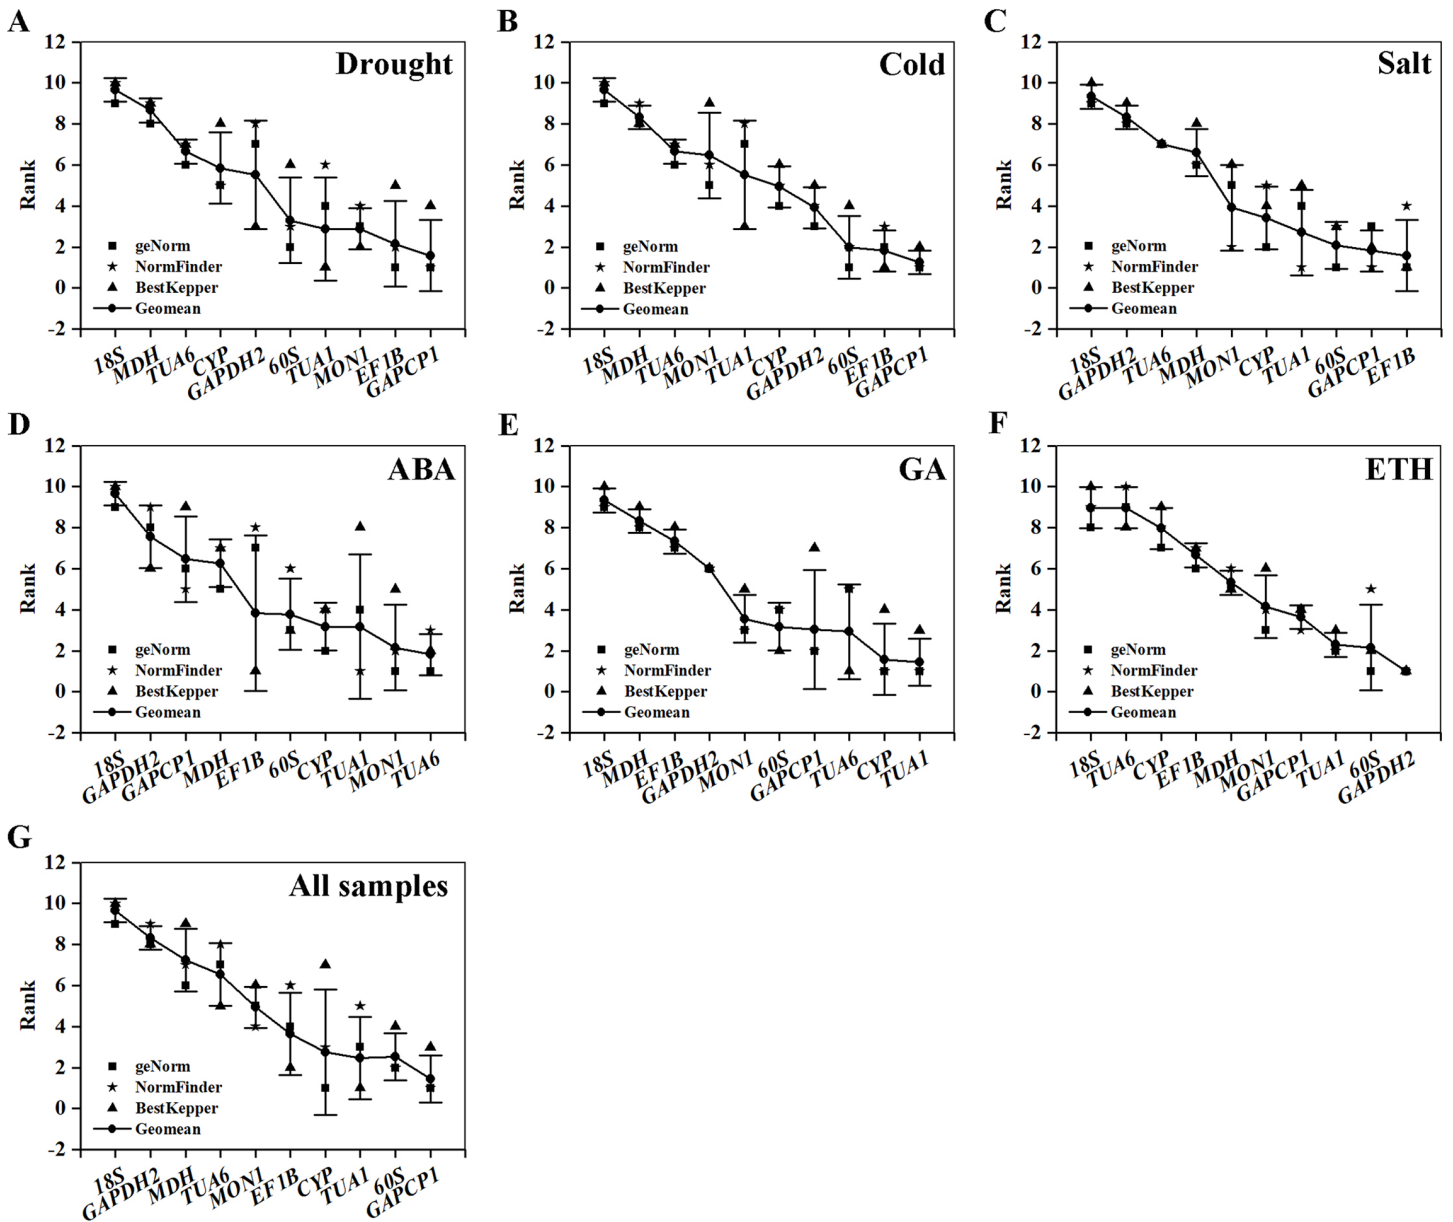 A
Drought
12
10
8
6
4
2
0
-2
Rank
geNorm
NormFinder
BestKepper
Geomean
18S
MDH
TUA6
CYP
GAPDH2
60S
TUA1
MON1
EF1B
GAPCP1
B
Cold
12
10
8
6
4
2
0
-2
Rank
geNorm
NormFinder
BestKepper
Geomean
18S
MDH
TUA6
MON1
TUA1
CYP
GAPDH2
60S
EF1B
GAPCP1
C
Salt
12
10
8
6
4
2
0
-2
Rank
geNorm
NormFinder
BestKepper
Geomean
18S
GAPDH2
TUA6
MDH
MON1
CYP
TUA1
60S
GAPCP1
EF1B
D
ABA
12
10
8
6
4
2
0
-2
Rank
geNorm
NormFinder
BestKepper
Geomean
18S
GAPDH2
GAPCP1
MDH
EF1B
60S
CYP
TUA1
MON1
TUA6
E
GA
12
10
8
6
4
2
0
-2
Rank
geNorm
NormFinder
BestKepper
Geomean
18S
MDH
EF1B
GAPDH2
MON1
60S
GAPCP1
TUA6
CYP
TUA1
F
ETH
12
10
8
6
4
2
0
-2
Rank
geNorm
NormFinder
BestKepper
Geomean
18S
TUA6
CYP
EF1B
MDH
MON1
GAPCP1
TUA1
60S
GAPDH2
G
All samples
12
10
8
6
4
2
0
-2
Rank
geNorm
NormFinder
BestKepper
Geomean
18S
GAPDH2
MDH
TUA6
MON1
EF1B
CYP
TUA1
60S
GAPCP1